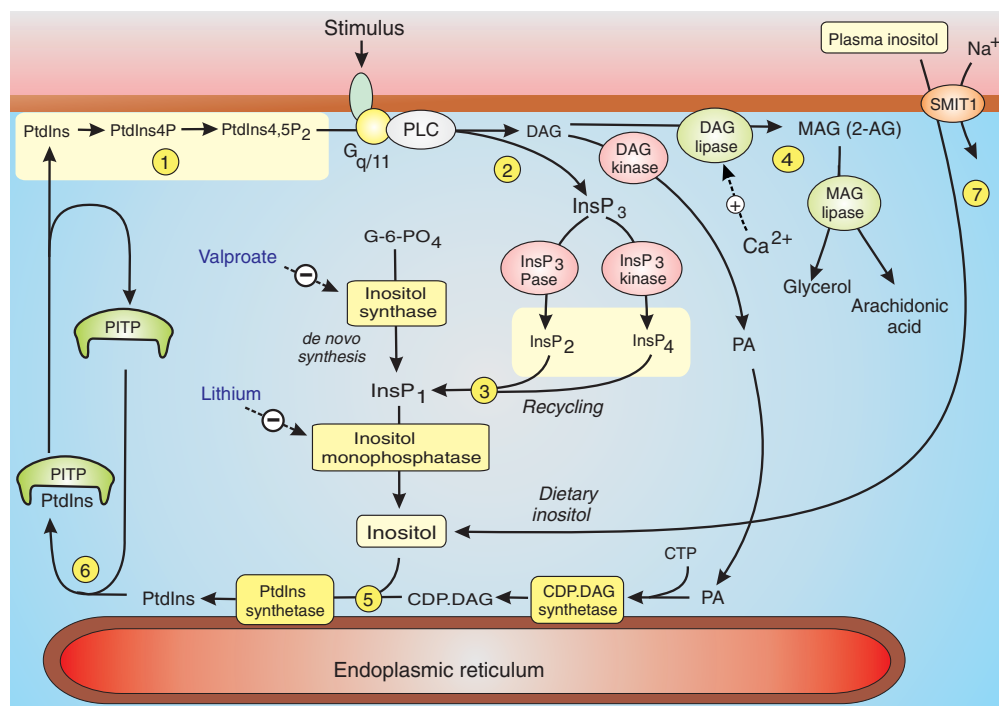 Stimulus
Plasma inositol
Na+
SMIT1
PtdIns
PtdIns4P
PtdIns4,5P2
Gq/11
PLC
DAG
DAG
lipase
MAG (2-AG)
1
2
DAG
kinase
4
7
MAG
lipase
InsP3
+
Ca2+
G-6-PO4
Valproate
InsP3
Pase
InsP3
kinase
Glycerol
Arachidonic
acid
Inositol
synthase
PITP
de novo
synthesis
InsP2
InsP4
PA
InsP1
3
Recycling
Lithium
Inositol
monophosphatase
PITP
PtdIns
Dietary
inositol
Inositol
CTP
6
PtdIns
PtdIns
synthetase
5
CDP.DAG
CDP.DAG
synthetase
PA
Endoplasmic reticulum